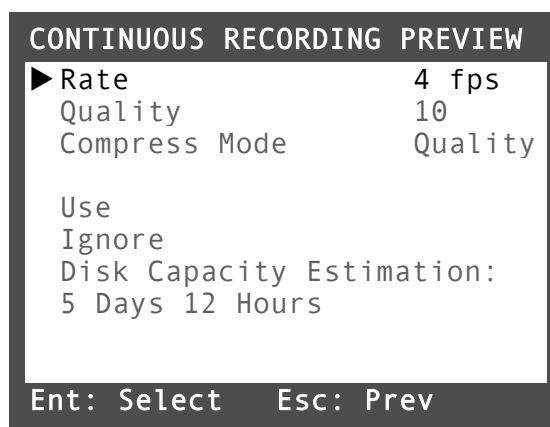 CONTINUOUS RECORDING PREVIEW
Rate 4 fps
Quality 10
Compress Mode Quality
Use
Ignore
Disk Capacity Estimation:
5 Days 12 Hours
Ent: Select Esc: Prev